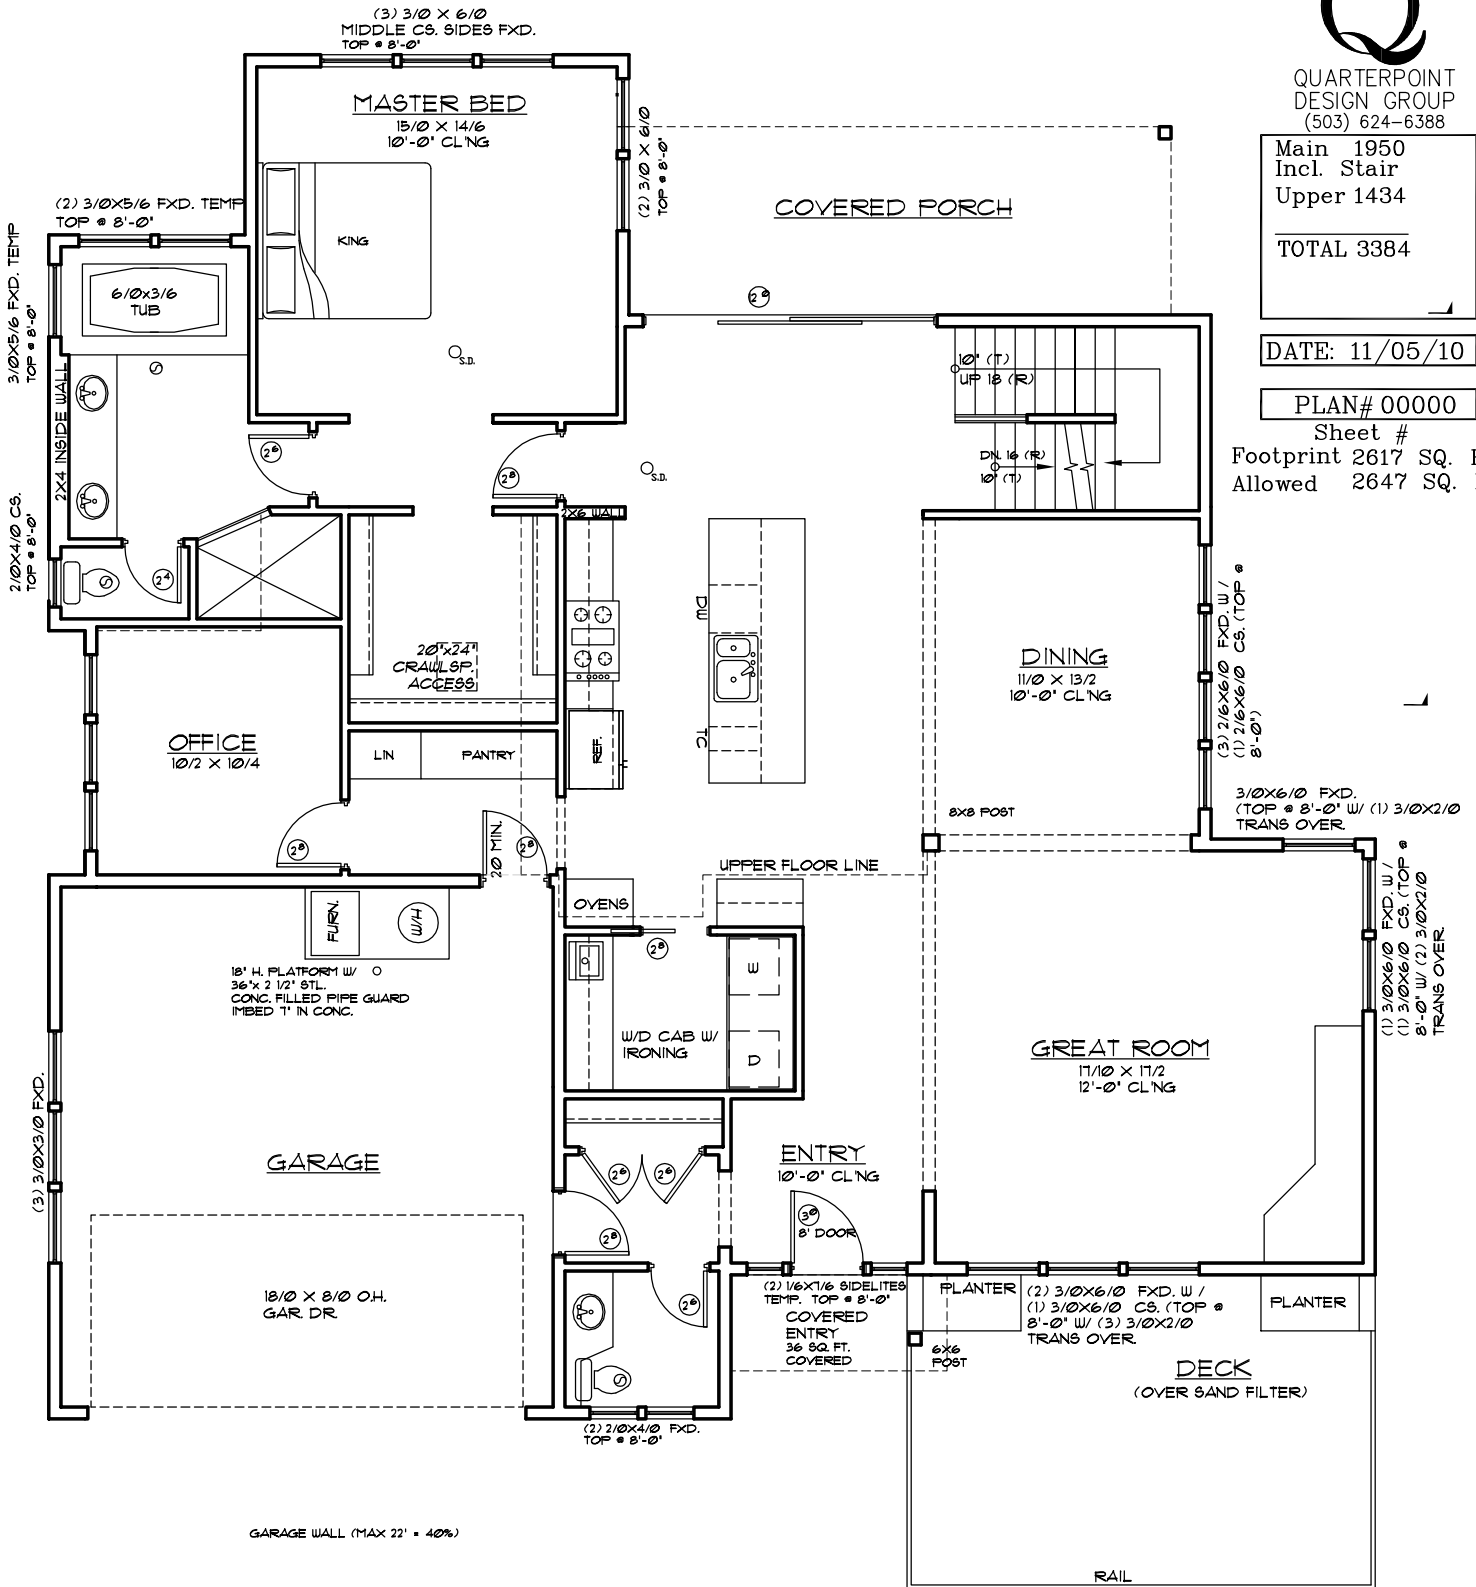 (3) 3/0 X 6/0
MIDDLE CS. SIDES FXD.
TOP @ 8'-0"
Q
QUARTERPOINT
DESIGN GROUP
(503) 624-6388
Main 1950
Incl. Stair
Upper 1434
TOTAL 3384
DATE: 11/05/10
PLAN# 00000
Sheet #
Footprint 2617 SQ.
Allowed 2647 SQ.
MASTER BED
15/0 X 14/6
10'-0" CL'NG
(2) 3/0 X 6/0
TOP @ 8'-0"
COVERED PORCH
(2) 3/0X5/6 FXD. TEMP
TOP @ 8'-0"
KING
3/0X5/6 FXD. TEMP
TOP @ 8'-0"
6/0x3/6
TUB
S.D.
2X4 INSIDE WALL
10" (T)
UP 18 (R)
DN. 16 (R)
10" (T)
2⁶
2⁸
S.D.
2/0X4/0 CS.
TOP @ 8'-0"
2X6 WALL
2⁴
DW
20"x24"
CRAWLSP.
ACCESS
DINING
11/0 X 13/2
10'-0" CL'NG
(3) 2/6X6/0 FXD. W/
(1) 2/6X6/0 CS. (TOP @
8'-0")
OFFICE
10/2 X 10/4
LIN
PANTRY
REF.
TC
8X8 POST
3/0X6/0 FXD.
(TOP @ 8'-0" W/ (1) 3/0X2/0
TRANS OVER.
2⁸
20 MIN.
2⁸
UPPER FLOOR LINE
(1) 3/0X6/0 FXD. W/
(1) 3/0X6/0 CS. (TOP @
8'-0" W/ (2) 3/0X2/0
TRANS OVER.
FURN.
W/H
OVENS
2⁸
18" H. PLATFORM W/
36"x 2 1/2" STL.
CONC. FILLED PIPE GUARD
IMBED 7" IN CONC.
W
W/D CAB W/
IRONING
D
GREAT ROOM
17/10 X 17/2
12'-0" CL'NG
(3) 3/0X3/0 FXD.
GARAGE
2⁶
2⁶
ENTRY
10'-0" CL'NG
3⁰
8' DOOR
2⁸
18/0 X 8/0 O.H.
GAR. DR.
2⁶
(2) 1/6X7/6 SIDELITES
TEMP. TOP @ 8'-0"
COVERED
ENTRY
36 SQ. FT.
COVERED
PLANTER
(2) 3/0X6/0 FXD. W/
(1) 3/0X6/0 CS. (TOP @
8'-0" W/ (3) 3/0X2/0
TRANS OVER.
PLANTER
6X6
POST
DECK
(OVER SAND FILTER)
(2) 2/0X4/0 FXD.
TOP @ 8'-0"
GARAGE WALL (MAX 22' = 40%)
RAIL